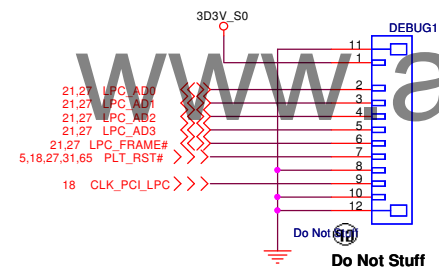 3D3V_S0
DEBUG1
11
1
21,27 LPC_AD0 2
21,27 LPC_AD1 3
21,27 LPC_AD2 4
21,27 LPC_AD3 5
21,27 LPC_FRAME# 6
5,18,27,31,65 PLT_RST# 7
8
18 CLK_PCI_LPC 9
10
12
www.a
Do Not Stuff
Do Not Stuff